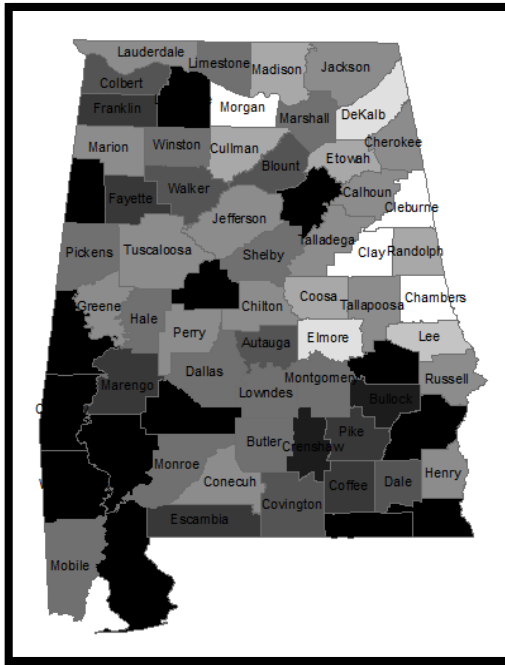 Lauderdale
Limestone
Madison
Jackson
Colbert
Franklin
Morgan
Marshall
DeKalb
Marion
Winston
Cullman
Blount
Etowah
Cherokee
Fayette
Walker
Jefferson
Calhoun
Cleburne
Pickens
Tuscaloosa
Shelby
Talladega
Clay
Randolph
Greene
Hale
Perry
Chilton
Coosa
Tallapoosa
Chambers
Autauga
Elmore
Lee
Marengo
Dallas
Lowndes
Montgomery
Bullock
Russell
Butler
Crenshaw
Pike
Monroe
Conecuh
Covington
Coffee
Dale
Henry
Escambia
Mobile